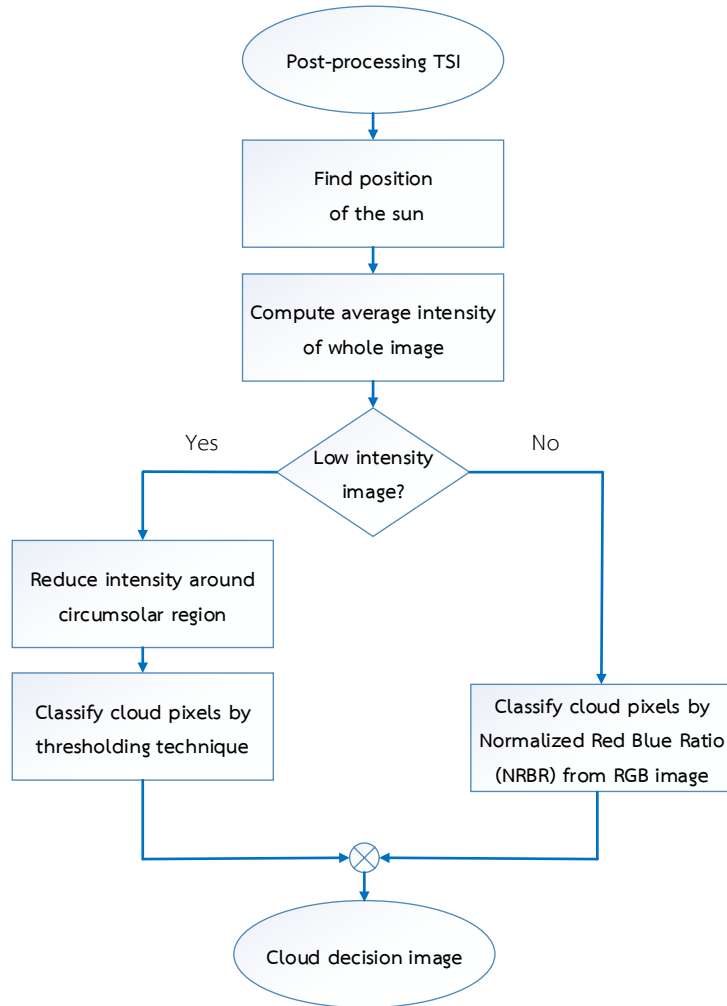 Post-processing TSI
Find position
of the sun
Compute average intensity
of whole image
Yes
No
Low intensity
image?
Reduce intensity around
circumsolar region
Classify cloud pixels by
thresholding technique
Classify cloud pixels by
Normalized Red Blue Ratio
(NRBR) from RGB image
Cloud decision image